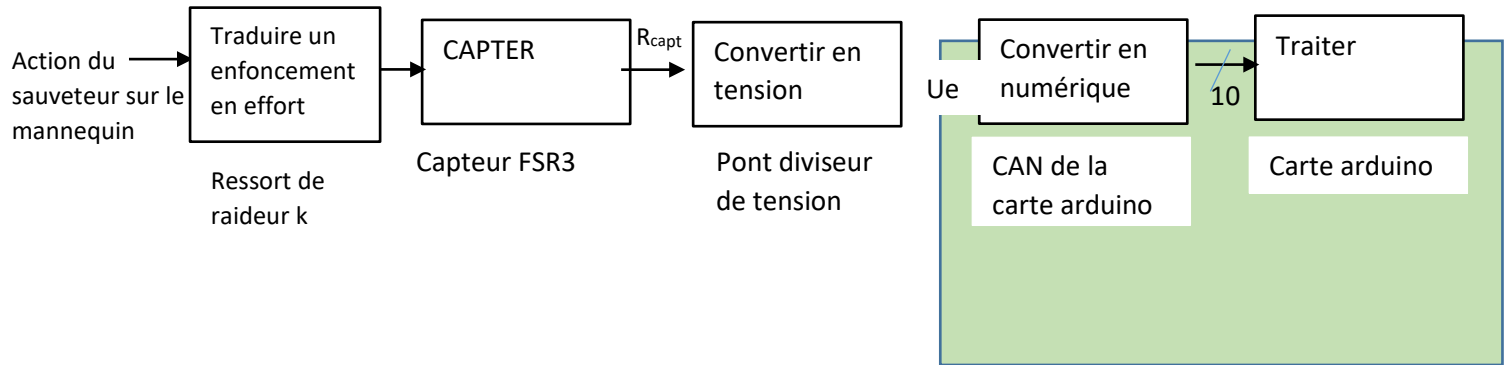 Action du
sauveteur sur le
mannequin
Traduire un
enfoncement
en effort
Ressort de
raideur k
CAPTER
Capteur FSR3
Rcapt
Convertir en
tension
Pont diviseur
de tension
Ue
Convertir en
numérique
CAN de la
carte arduino
10
Traiter
Carte arduino